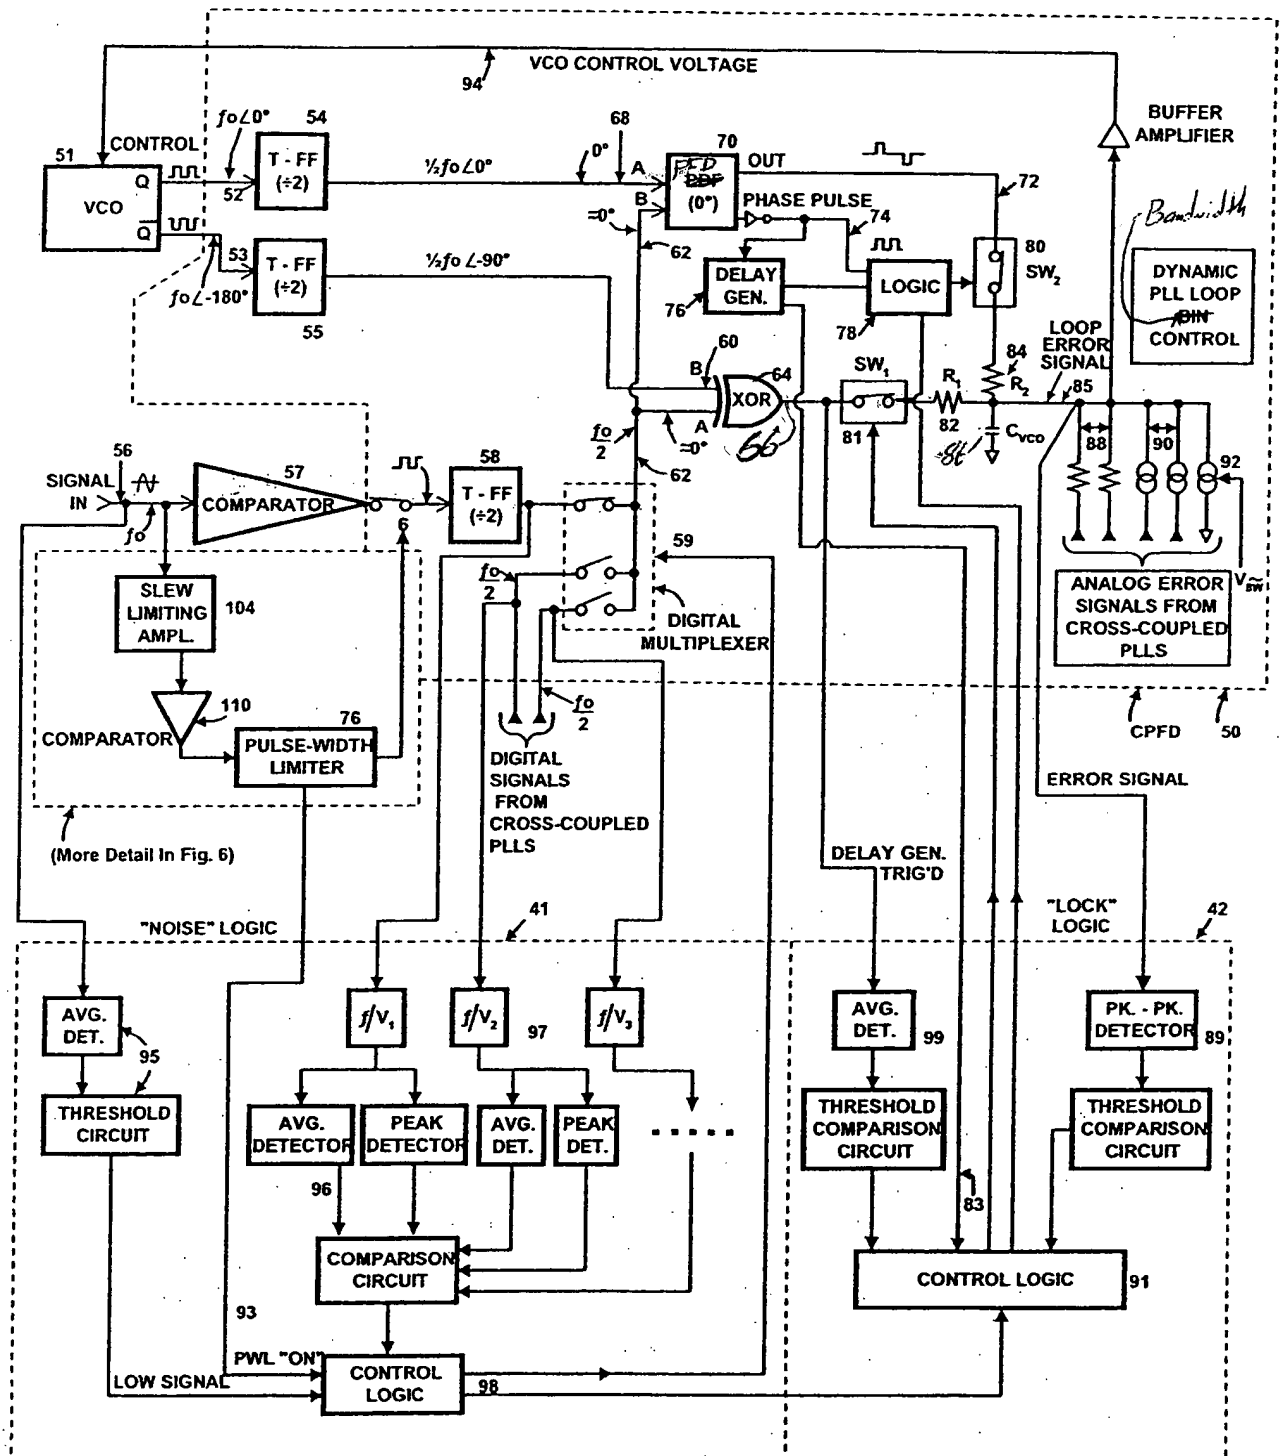 VCO CONTROL VOLTAGE
94
BUFFER
AMPLIFIER
fo∠0°
54
68
70
OUT
51
CONTROL
T - FF
(÷2)
½fo∠0°
0°
A
PFD
PDF
(0°)
B
≈0°
Q
52
VCO
Q
PHASE PULSE
74
72
Bandwidth
53
55
T - FF
(÷2)
½fo ∠-90°
fo∠-180°
62
DELAY
GEN.
76
LOGIC
78
80
SW2
DYNAMIC
PLL LOOP
BIN
CONTROL
LOOP
ERROR
SIGNAL
60
B
64
XOR
A
≈0°
66
SW1
81
R1
82
84
R2
85
CVCO
88
90
92
fo
2
62
56
SIGNAL
IN
fo
57
COMPARATOR
6
58
T - FF
(÷2)
59
fo
2
DIGITAL
MULTIPLEXER
ANALOG ERROR
SIGNALS FROM
CROSS-COUPLED
PLLS
VBW
SLEW
LIMITING
AMPL.
104
110
COMPARATOR
76
PULSE-WIDTH
LIMITER
fo
2
DIGITAL
SIGNALS
FROM
CROSS-COUPLED
PLLS
CPFD
50
ERROR SIGNAL
(More Detail In Fig. 6)
DELAY GEN.
TRIG'D
"NOISE" LOGIC
41
"LOCK"
LOGIC
42
AVG.
DET.
95
THRESHOLD
CIRCUIT
f/V1
f/V2
97
f/V3
AVG.
DET.
99
PK. - PK.
DETECTOR
89
AVG.
DETECTOR
PEAK
DETECTOR
AVG.
DET.
PEAK
DET.
THRESHOLD
COMPARISON
CIRCUIT
THRESHOLD
COMPARISON
CIRCUIT
96
83
COMPARISON
CIRCUIT
CONTROL LOGIC
91
93
PWL "ON"
LOW SIGNAL
CONTROL
LOGIC
98